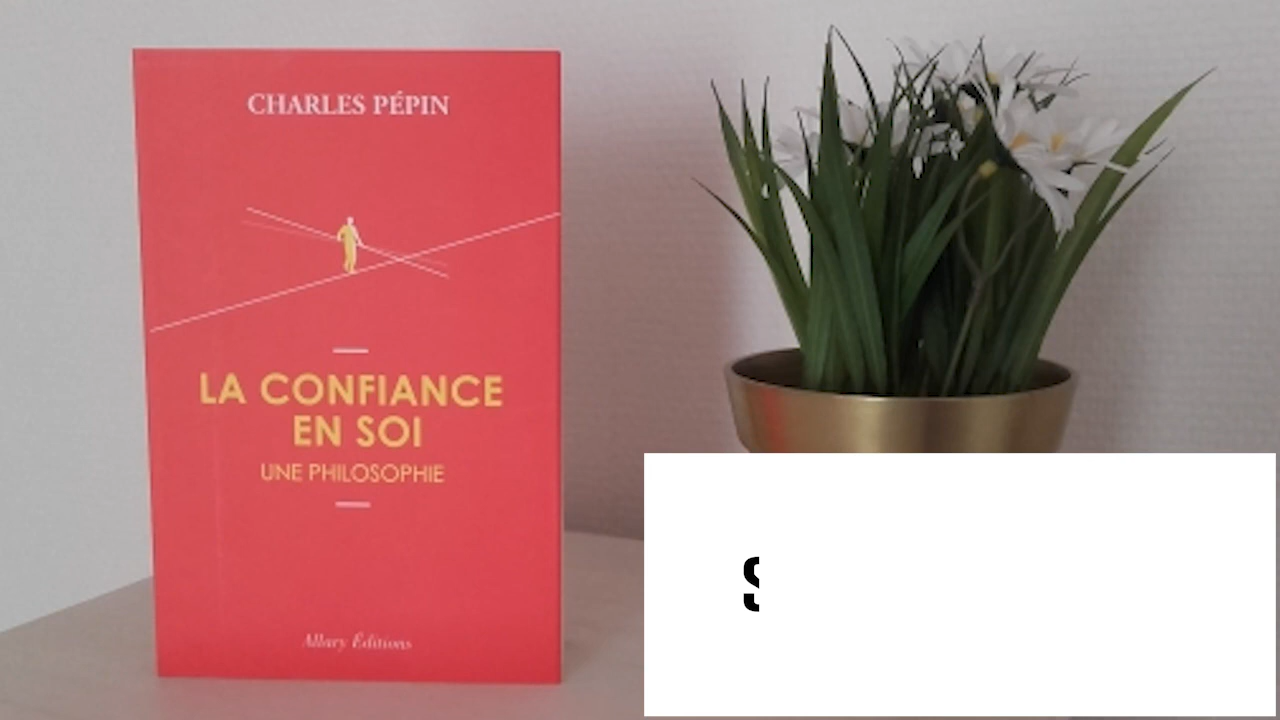 CHARLES PÉPIN
LA CONFIANCE
EN SOI
UNE PHILOSOPHIE
Allary Éditions